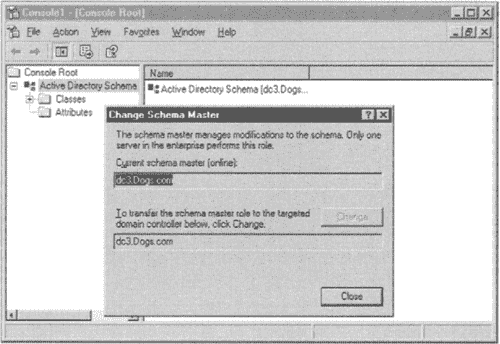 Console1 - [Console Root]
File Action View Favorites Window Help
Console Root
Active Directory Schema
Classes
Attributes
Name
Active Directory Schema [dc3.Dogs...
Change Schema Master
The schema master manages modifications to the schema. Only one
server in the enterprise performs this role.
Current schema master (online):
dc3.Dogs.com
To transfer the schema master role to the targeted
domain controller below, click Change.
Change
dc3.Dogs.com
Close